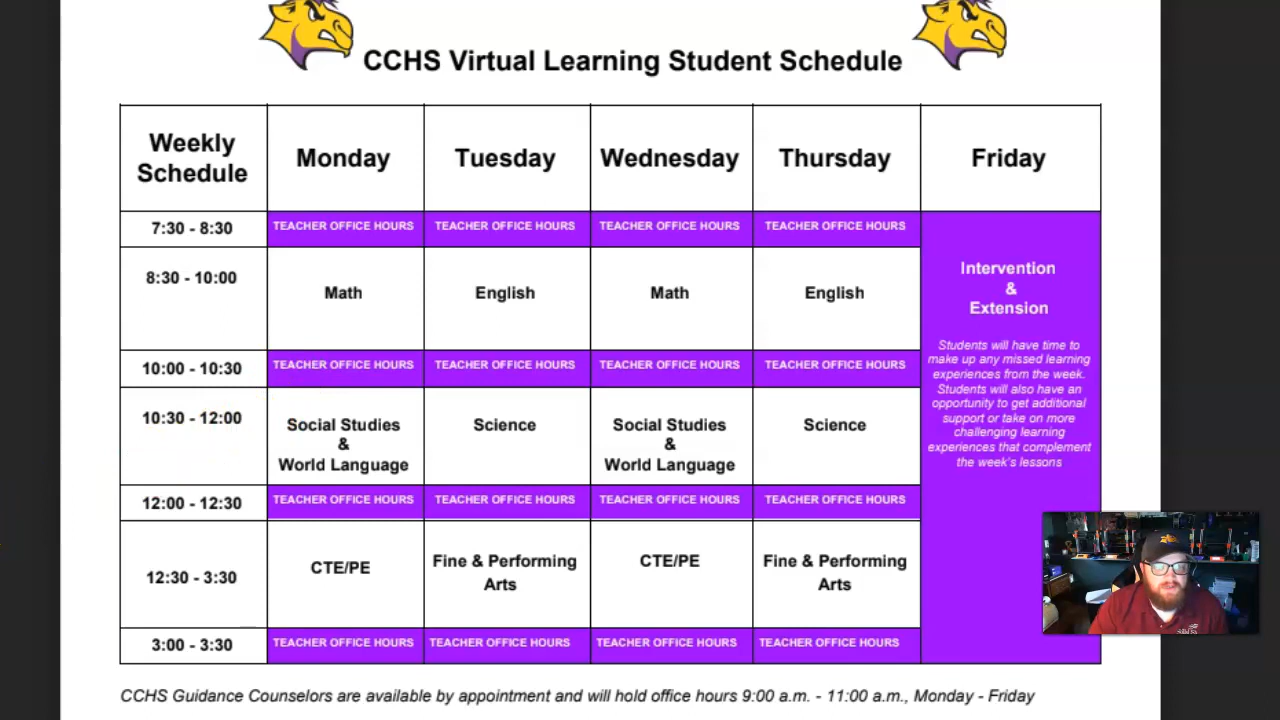 CCHS Virtual Learning Student Schedule
Weekly
Schedule
Monday
Tuesday
Wednesday
Thursday
Friday
7:30 - 8:30
TEACHER OFFICE HOURS
TEACHER OFFICE HOURS
TEACHER OFFICE HOURS
TEACHER OFFICE HOURS
8:30 - 10:00
Math
English
Math
English
Intervention
&
Extension
Students will have time to
make up any missed learning
experiences from the week.
Students will also have an
opportunity to get additional
support or take on more
challenging learning
experiences that complement
the week's lessons
10:00 - 10:30
TEACHER OFFICE HOURS
TEACHER OFFICE HOURS
TEACHER OFFICE HOURS
TEACHER OFFICE HOURS
10:30 - 12:00
Social Studies
&
World Language
Science
Social Studies
&
World Language
Science
12:00 - 12:30
TEACHER OFFICE HOURS
TEACHER OFFICE HOURS
TEACHER OFFICE HOURS
TEACHER OFFICE HOURS
12:30 - 3:30
CTE/PE
Fine & Performing
Arts
CTE/PE
Fine & Performing
Arts
3:00 - 3:30
TEACHER OFFICE HOURS
TEACHER OFFICE HOURS
TEACHER OFFICE HOURS
TEACHER OFFICE HOURS
CCHS Guidance Counselors are available by appointment and will hold office hours 9:00 a.m. - 11:00 a.m., Monday - Friday